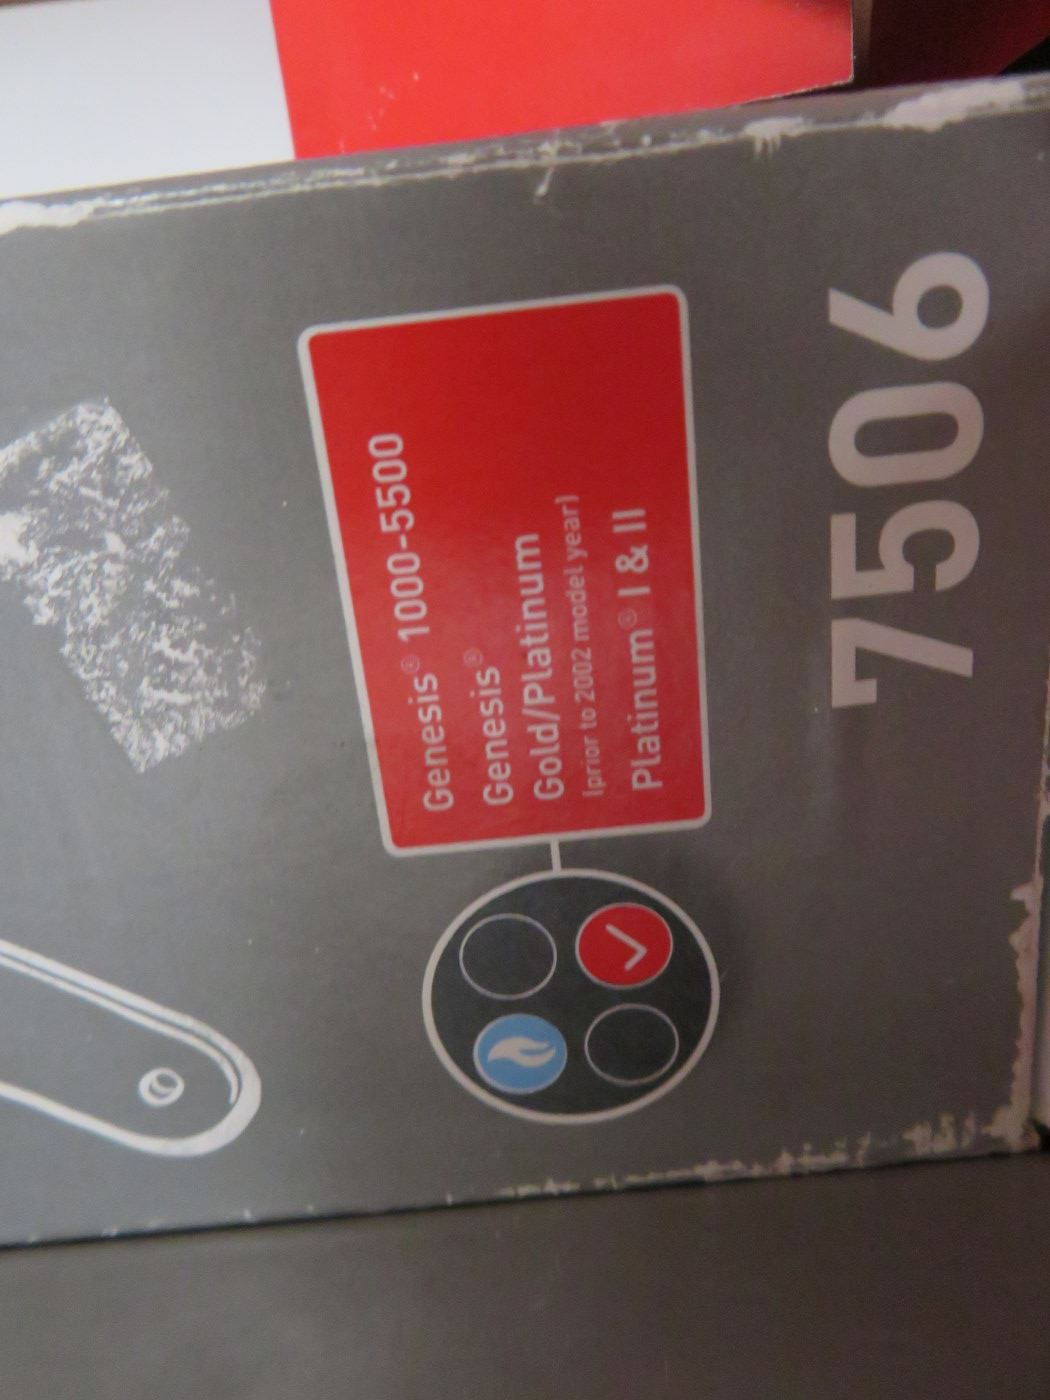 Genesis® 1000-5500
Genesis®
Gold/Platinum
(prior to 2002 model year)
Platinum® I & II
7506